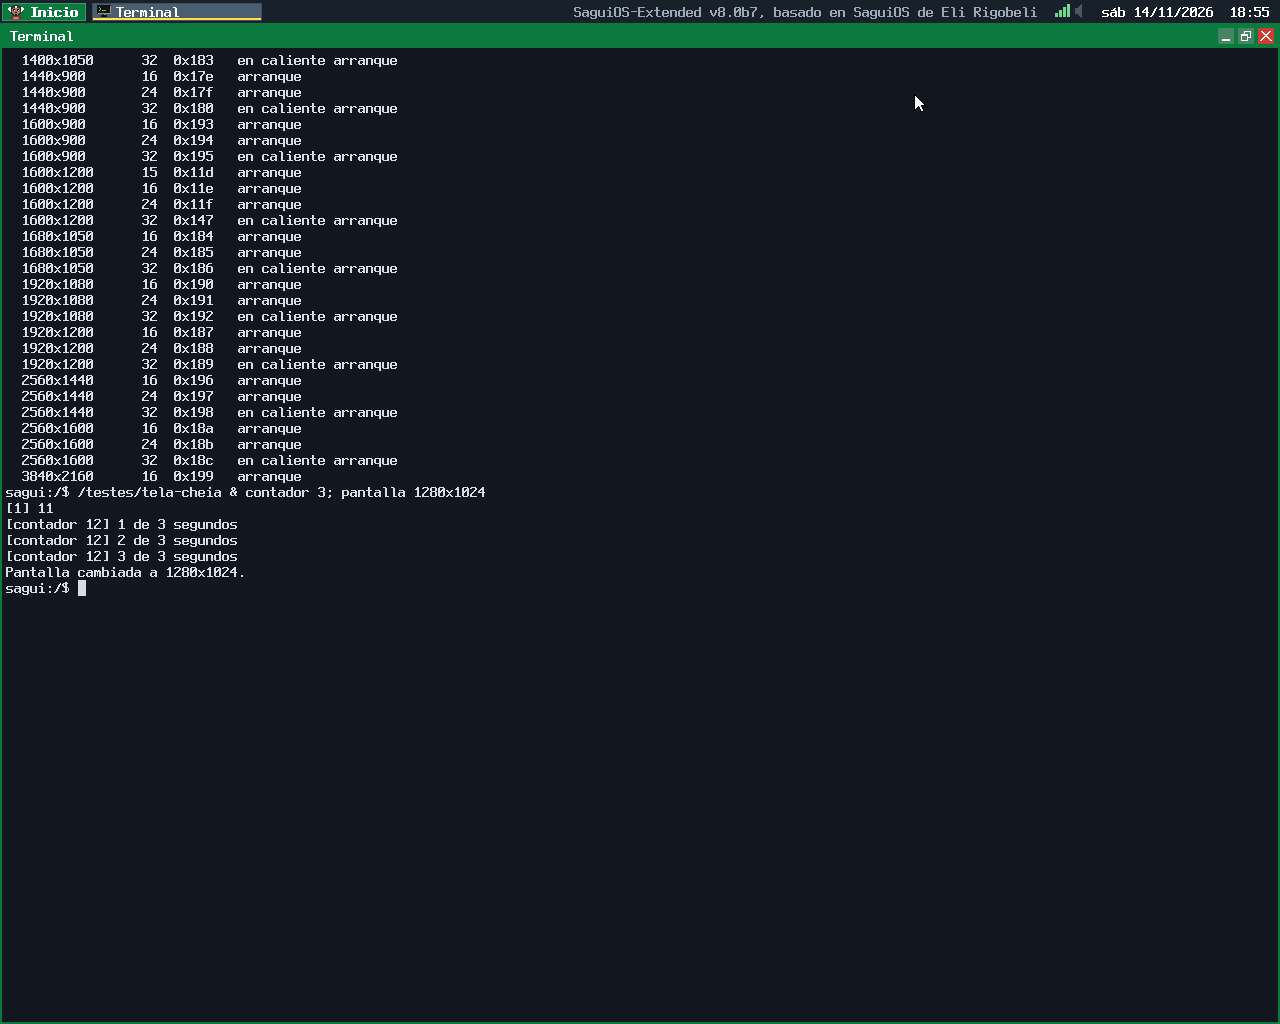 Inicio Terminal SaguiOS-Extended v8.0b7, basado en SaguiOS de Eli Rigobeli sáb 14/11/2026 18:55
Terminal
1400x1050 32 0x183 en caliente arranque
1440x900 16 0x17e arranque
1440x900 24 0x17f arranque
1440x900 32 0x180 en caliente arranque
1600x900 16 0x193 arranque
1600x900 24 0x194 arranque
1600x900 32 0x195 en caliente arranque
1600x1200 15 0x11d arranque
1600x1200 16 0x11e arranque
1600x1200 24 0x11f arranque
1600x1200 32 0x147 en caliente arranque
1680x1050 16 0x184 arranque
1680x1050 24 0x185 arranque
1680x1050 32 0x186 en caliente arranque
1920x1080 16 0x190 arranque
1920x1080 24 0x191 arranque
1920x1080 32 0x192 en caliente arranque
1920x1200 16 0x187 arranque
1920x1200 24 0x188 arranque
1920x1200 32 0x189 en caliente arranque
2560x1440 16 0x196 arranque
2560x1440 24 0x197 arranque
2560x1440 32 0x198 en caliente arranque
2560x1600 16 0x18a arranque
2560x1600 24 0x18b arranque
2560x1600 32 0x18c en caliente arranque
3840x2160 16 0x199 arranque
sagui:/$ /testes/tela-cheia & contador 3; pantalla 1280x1024
[1] 11
[contador 12] 1 de 3 segundos
[contador 12] 2 de 3 segundos
[contador 12] 3 de 3 segundos
Pantalla cambiada a 1280x1024.
sagui:/$